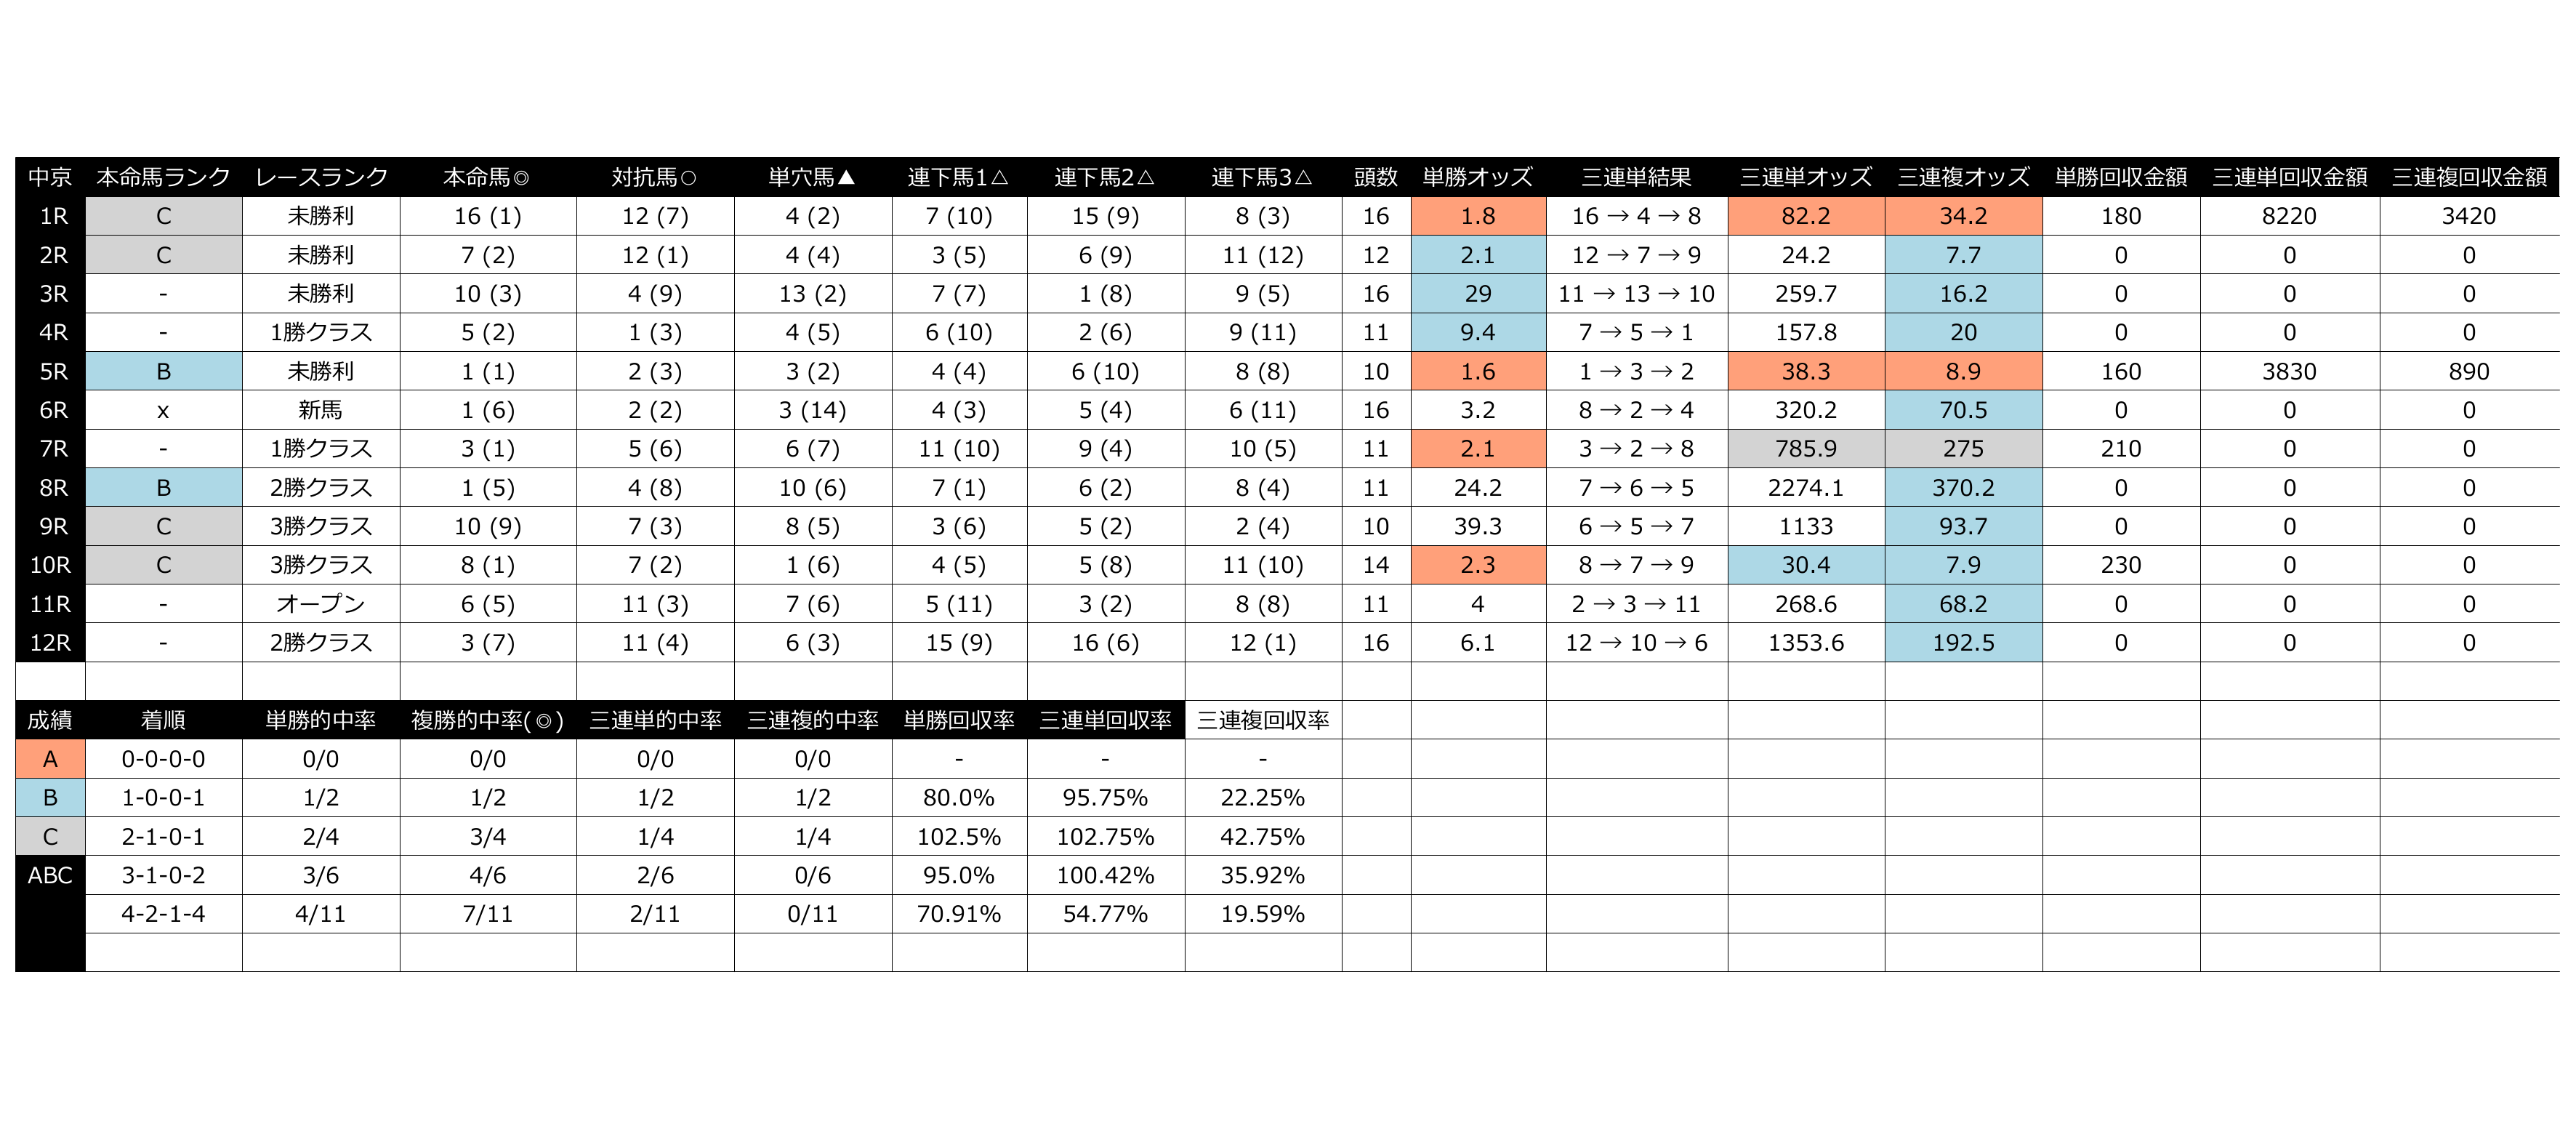 中京 本命馬ランク レースランク 本命馬◎ 対抗馬○ 単穴馬▲ 連下馬1△ 連下馬2△ 連下馬3△ 頭数 単勝オッズ 三連単結果 三連単オッズ 三連複オッズ 単勝回収金額 三連単回収金額 三連複回収金額
1R C 未勝利 16 (1) 12 (7) 4 (2) 7 (10) 15 (9) 8 (3) 16 1.8 16 → 4 → 8 82.2 34.2 180 8220 3420
2R C 未勝利 7 (2) 12 (1) 4 (4) 3 (5) 6 (9) 11 (12) 12 2.1 12 → 7 → 9 24.2 7.7 0 0 0
3R - 未勝利 10 (3) 4 (9) 13 (2) 7 (7) 1 (8) 9 (5) 16 29 11 → 13 → 10 259.7 16.2 0 0 0
4R - 1勝クラス 5 (2) 1 (3) 4 (5) 6 (10) 2 (6) 9 (11) 11 9.4 7 → 5 → 1 157.8 20 0 0 0
5R B 未勝利 1 (1) 2 (3) 3 (2) 4 (4) 6 (10) 8 (8) 10 1.6 1 → 3 → 2 38.3 8.9 160 3830 890
6R x 新馬 1 (6) 2 (2) 3 (14) 4 (3) 5 (4) 6 (11) 16 3.2 8 → 2 → 4 320.2 70.5 0 0 0
7R - 1勝クラス 3 (1) 5 (6) 6 (7) 11 (10) 9 (4) 10 (5) 11 2.1 3 → 2 → 8 785.9 275 210 0 0
8R B 2勝クラス 1 (5) 4 (8) 10 (6) 7 (1) 6 (2) 8 (4) 11 24.2 7 → 6 → 5 2274.1 370.2 0 0 0
9R C 3勝クラス 10 (9) 7 (3) 8 (5) 3 (6) 5 (2) 2 (4) 10 39.3 6 → 5 → 7 1133 93.7 0 0 0
10R C 3勝クラス 8 (1) 7 (2) 1 (6) 4 (5) 5 (8) 11 (10) 14 2.3 8 → 7 → 9 30.4 7.9 230 0 0
11R - オープン 6 (5) 11 (3) 7 (6) 5 (11) 3 (2) 8 (8) 11 4 2 → 3 → 11 268.6 68.2 0 0 0
12R - 2勝クラス 3 (7) 11 (4) 6 (3) 15 (9) 16 (6) 12 (1) 16 6.1 12 → 10 → 6 1353.6 192.5 0 0 0
成績 着順 単勝的中率 複勝的中率(◎) 三連単的中率 三連複的中率 単勝回収率 三連単回収率 三連複回収率
A 0-0-0-0 0/0 0/0 0/0 0/0 - - -
B 1-0-0-1 1/2 1/2 1/2 1/2 80.0% 95.75% 22.25%
C 2-1-0-1 2/4 3/4 1/4 1/4 102.5% 102.75% 42.75%
ABC 3-1-0-2 3/6 4/6 2/6 0/6 95.0% 100.42% 35.92%
4-2-1-4 4/11 7/11 2/11 0/11 70.91% 54.77% 19.59%